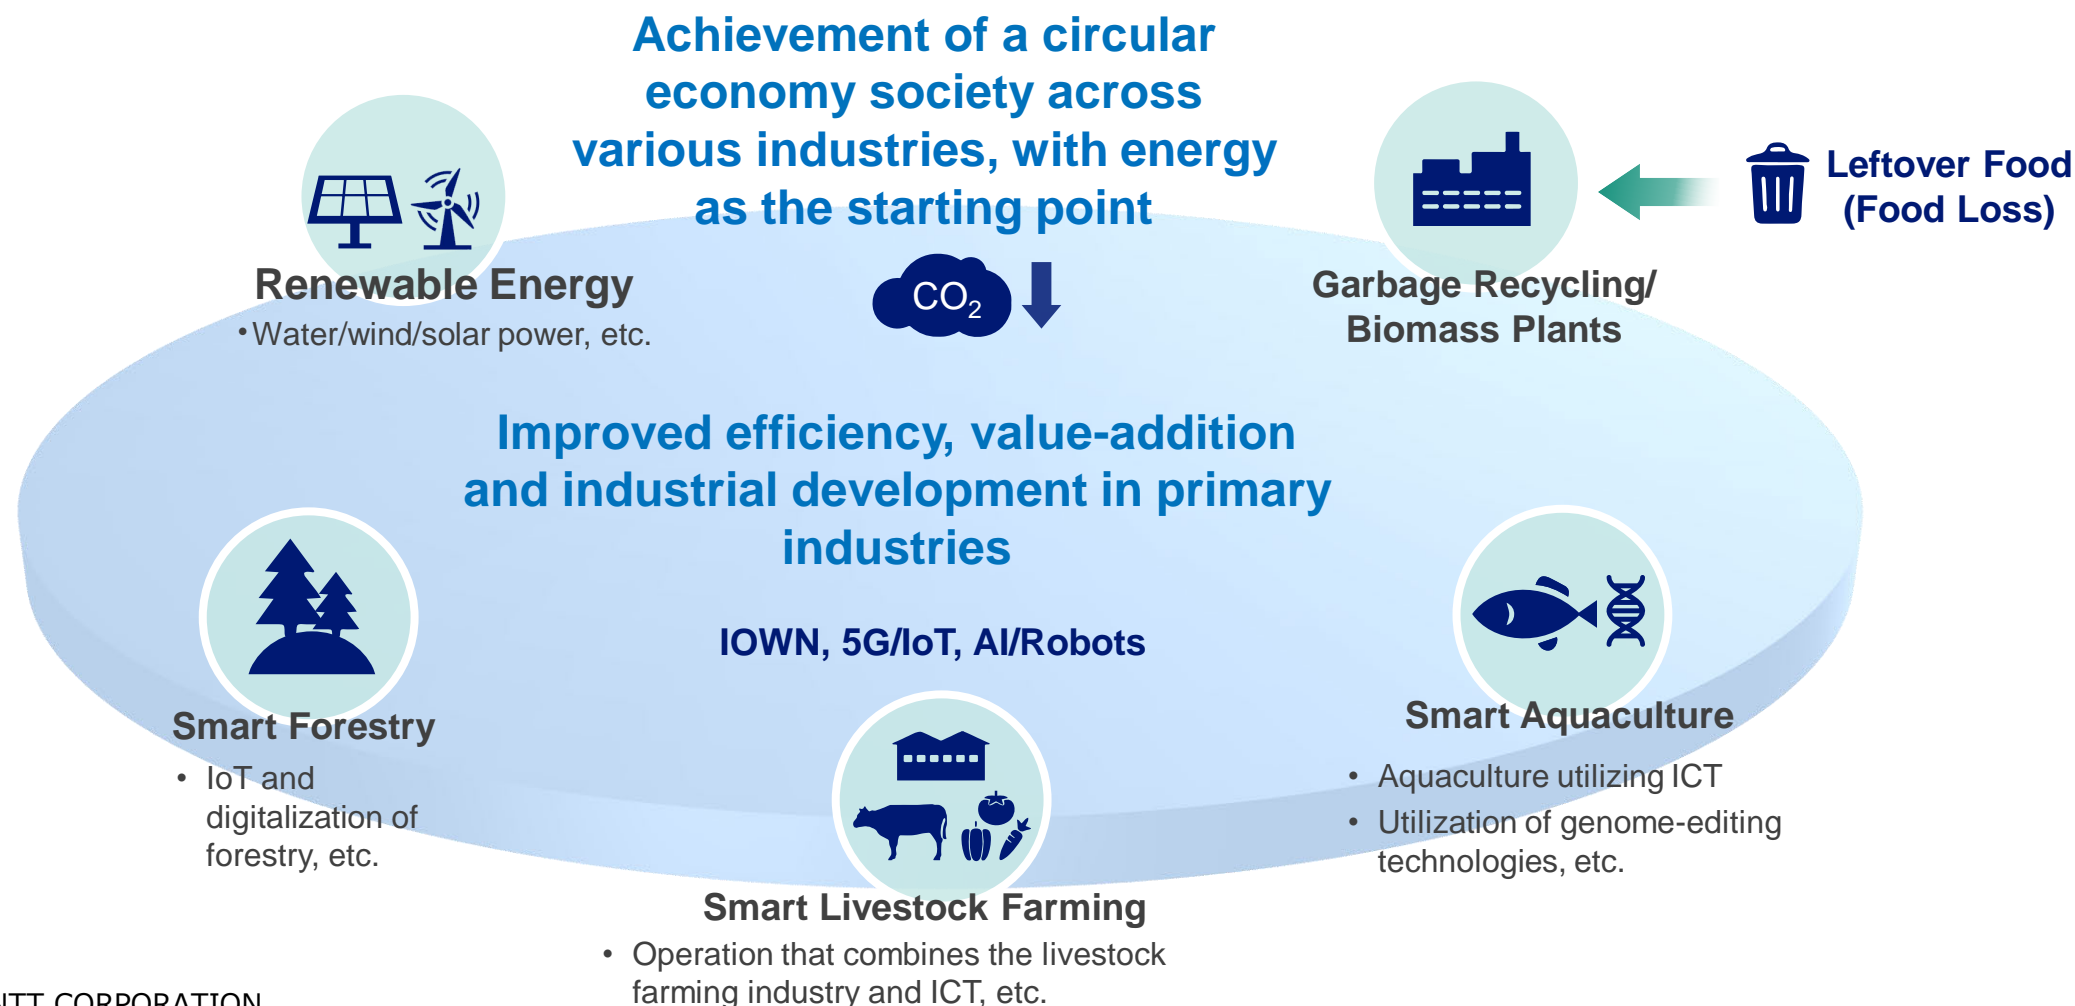 Achievement of a circular
economy society across
various industries, with energy
as the starting point
Leftover Food
(Food Loss)
Renewable Energy
•Water/wind/solar power, etc.
CO₂
Garbage Recycling/
Biomass Plants
Improved efficiency, value-addition
and industrial development in primary
industries
IOWN, 5G/IoT, AI/Robots
Smart Forestry
• IoT and
digitalization of
forestry, etc.
Smart Aquaculture
• Aquaculture utilizing ICT
• Utilization of genome-editing
technologies, etc.
Smart Livestock Farming
• Operation that combines the livestock
farming industry and ICT, etc.
NTT CORPORATION